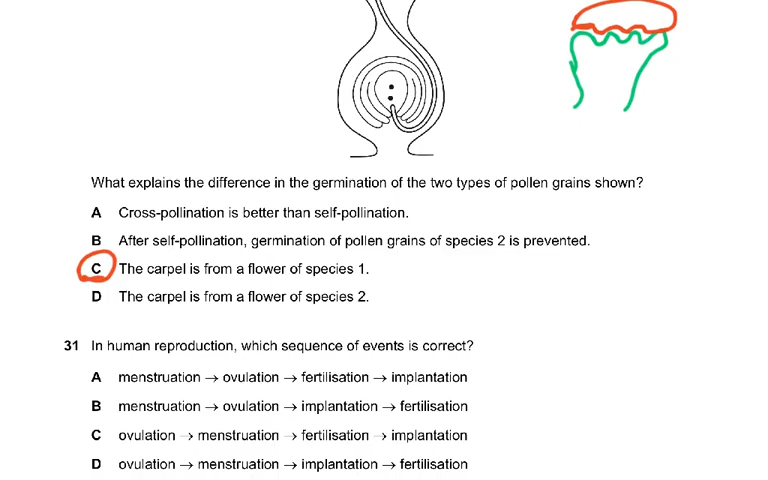 What explains the difference in the germination of the two types of pollen grains shown?
A Cross-pollination is better than self-pollination.
B After self-pollination, germination of pollen grains of species 2 is prevented.
C The carpel is from a flower of species 1.
D The carpel is from a flower of species 2.
31 In human reproduction, which sequence of events is correct?
A menstruation → ovulation → fertilisation → implantation
B menstruation → ovulation → implantation → fertilisation
C ovulation → menstruation → fertilisation → implantation
D ovulation → menstruation → implantation → fertilisation